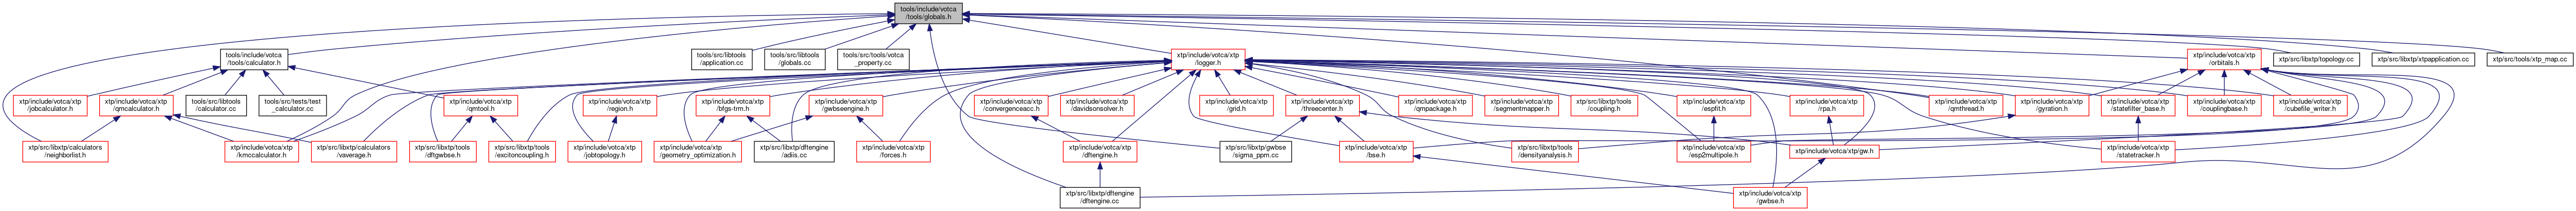 tools/include/votca
/tools/globals.h
tools/include/votca
/tools/calculator.h
tools/src/libtools
/application.cc
tools/src/libtools
/globals.cc
tools/src/tools/votca
_property.cc
xtp/include/votca/xtp
/logger.h
xtp/include/votca/xtp
/orbitals.h
xtp/src/libxtp/topology.cc
xtp/src/libxtp/xtpapplication.cc
xtp/src/tools/xtp_map.cc
xtp/include/votca/xtp
/jobcalculator.h
xtp/include/votca/xtp
/qmcalculator.h
tools/src/libtools
/calculator.cc
tools/src/tests/test
_calculator.cc
xtp/include/votca/xtp
/qmtool.h
xtp/include/votca/xtp
/region.h
xtp/include/votca/xtp
/bfgs-trm.h
xtp/include/votca/xtp
/gwbseengine.h
xtp/include/votca/xtp
/convergenceacc.h
xtp/include/votca/xtp
/davidsonsolver.h
xtp/include/votca/xtp
/grid.h
xtp/include/votca/xtp
/threecenter.h
xtp/include/votca/xtp
/qmpackage.h
xtp/include/votca/xtp
/segmentmapper.h
xtp/src/libxtp/tools
/coupling.h
xtp/include/votca/xtp
/espfit.h
xtp/include/votca/xtp
/rpa.h
xtp/include/votca/xtp
/qmthread.h
xtp/include/votca/xtp
/gyration.h
xtp/include/votca/xtp
/statefilter_base.h
xtp/include/votca/xtp
/couplingbase.h
xtp/include/votca/xtp
/cubefile_writer.h
xtp/src/libxtp/calculators
/neighborlist.h
xtp/include/votca/xtp
/kmccalculator.h
xtp/src/libxtp/calculators
/vaverage.h
xtp/src/libxtp/tools
/dftgwbse.h
xtp/src/libxtp/tools
/excitoncoupling.h
xtp/include/votca/xtp
/jobtopology.h
xtp/include/votca/xtp
/geometry_optimization.h
xtp/src/libxtp/dftengine
/adiis.cc
xtp/include/votca/xtp
/forces.h
xtp/include/votca/xtp
/dftengine.h
xtp/src/libxtp/gwbse
/sigma_ppm.cc
xtp/include/votca/xtp
/bse.h
xtp/src/libxtp/tools
/densityanalysis.h
xtp/include/votca/xtp
/esp2multipole.h
xtp/include/votca/xtp/gw.h
xtp/include/votca/xtp
/statetracker.h
xtp/src/libxtp/dftengine
/dftengine.cc
xtp/include/votca/xtp
/gwbse.h